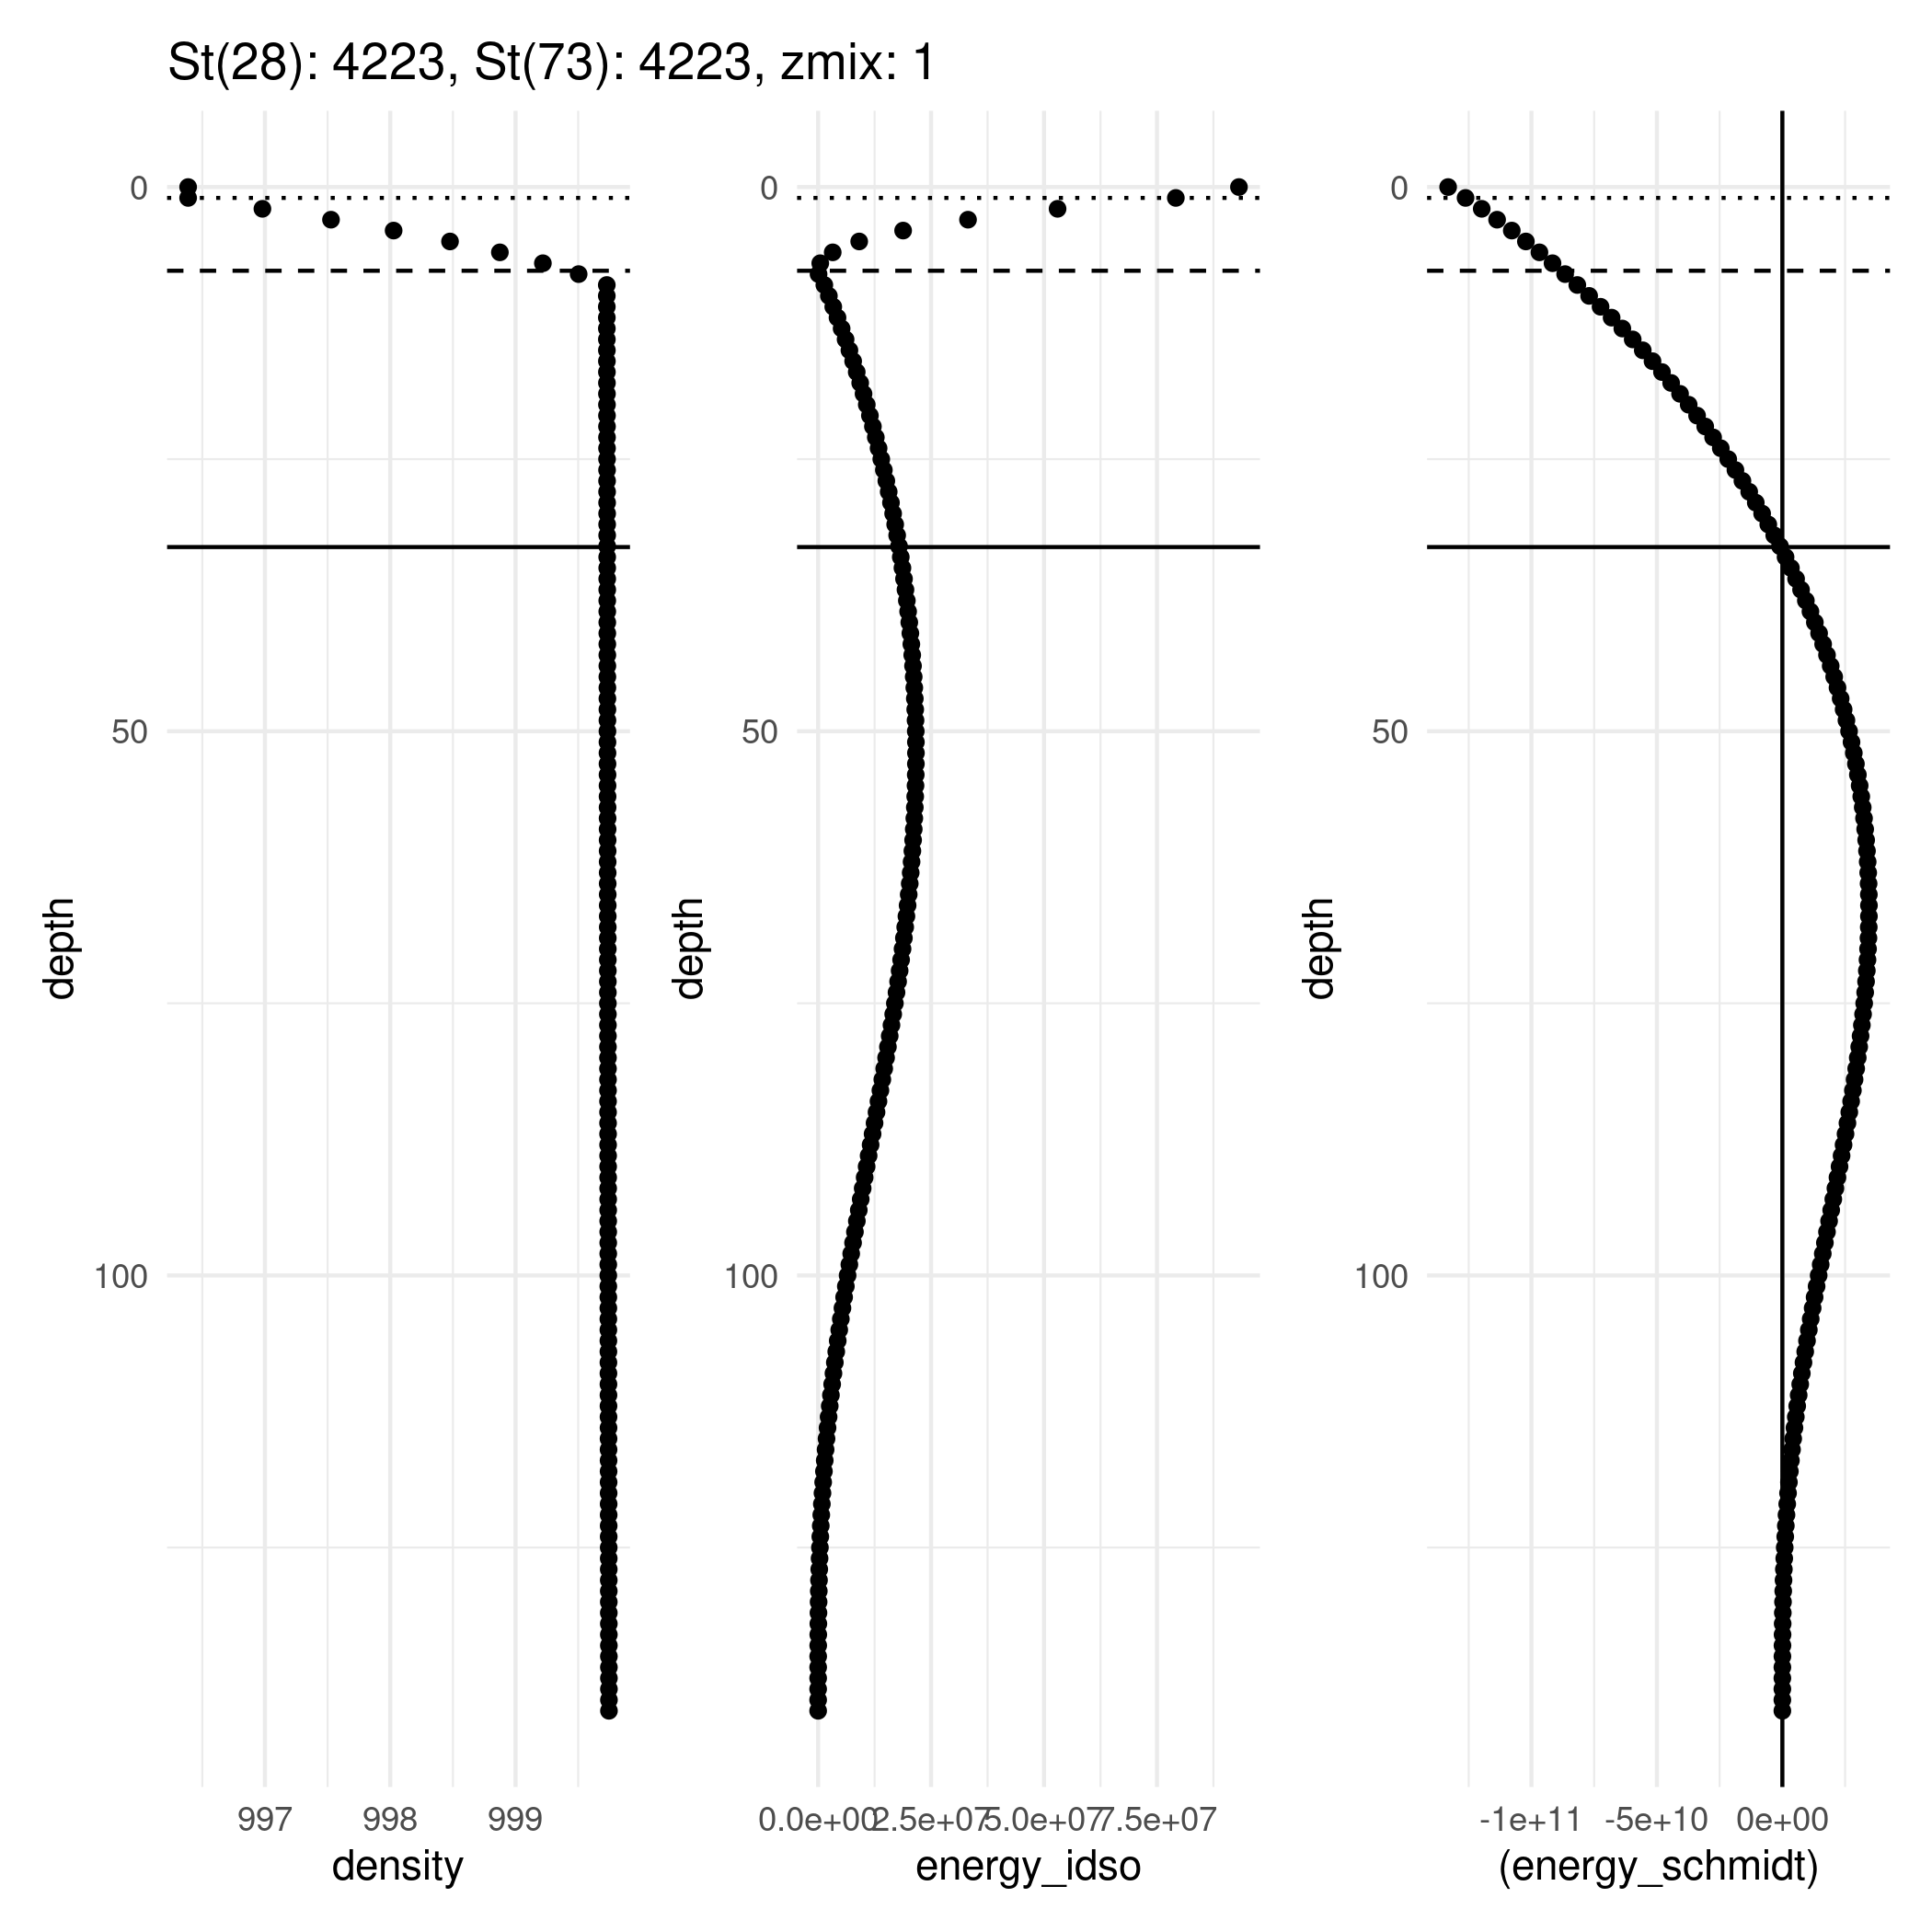 St(28): 4223, St(73): 4223, zmix: 1
0
50
100
depth
997 998 999
density
0
50
100
depth
0.0e+00 2.5e+07 5.0e+07 7.5e+07
energy_idso
0
50
100
depth
-1e+11 -5e+10 0e+00
(energy_schmidt)